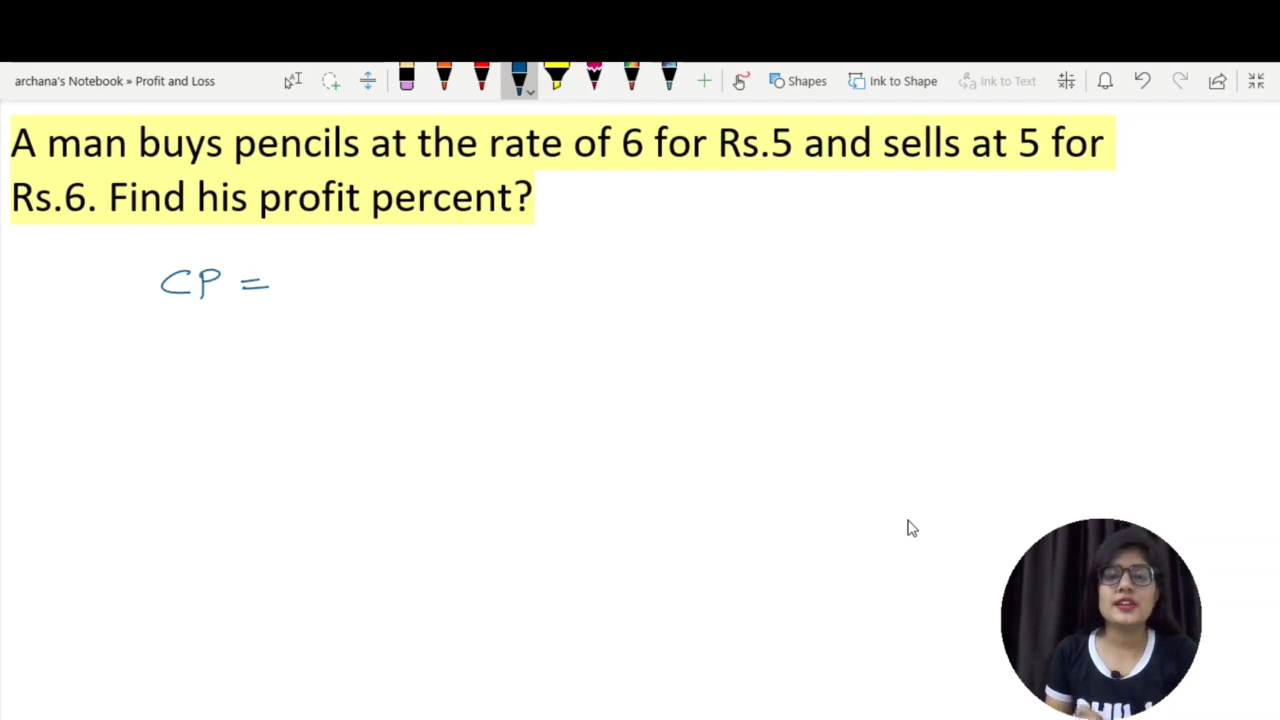 archana's Notebook » Profit and Loss
Shapes
Ink to Shape
Ink to Text
A man buys pencils at the rate of 6 for Rs.5 and sells at 5 for
Rs.6. Find his profit percent?
CP =